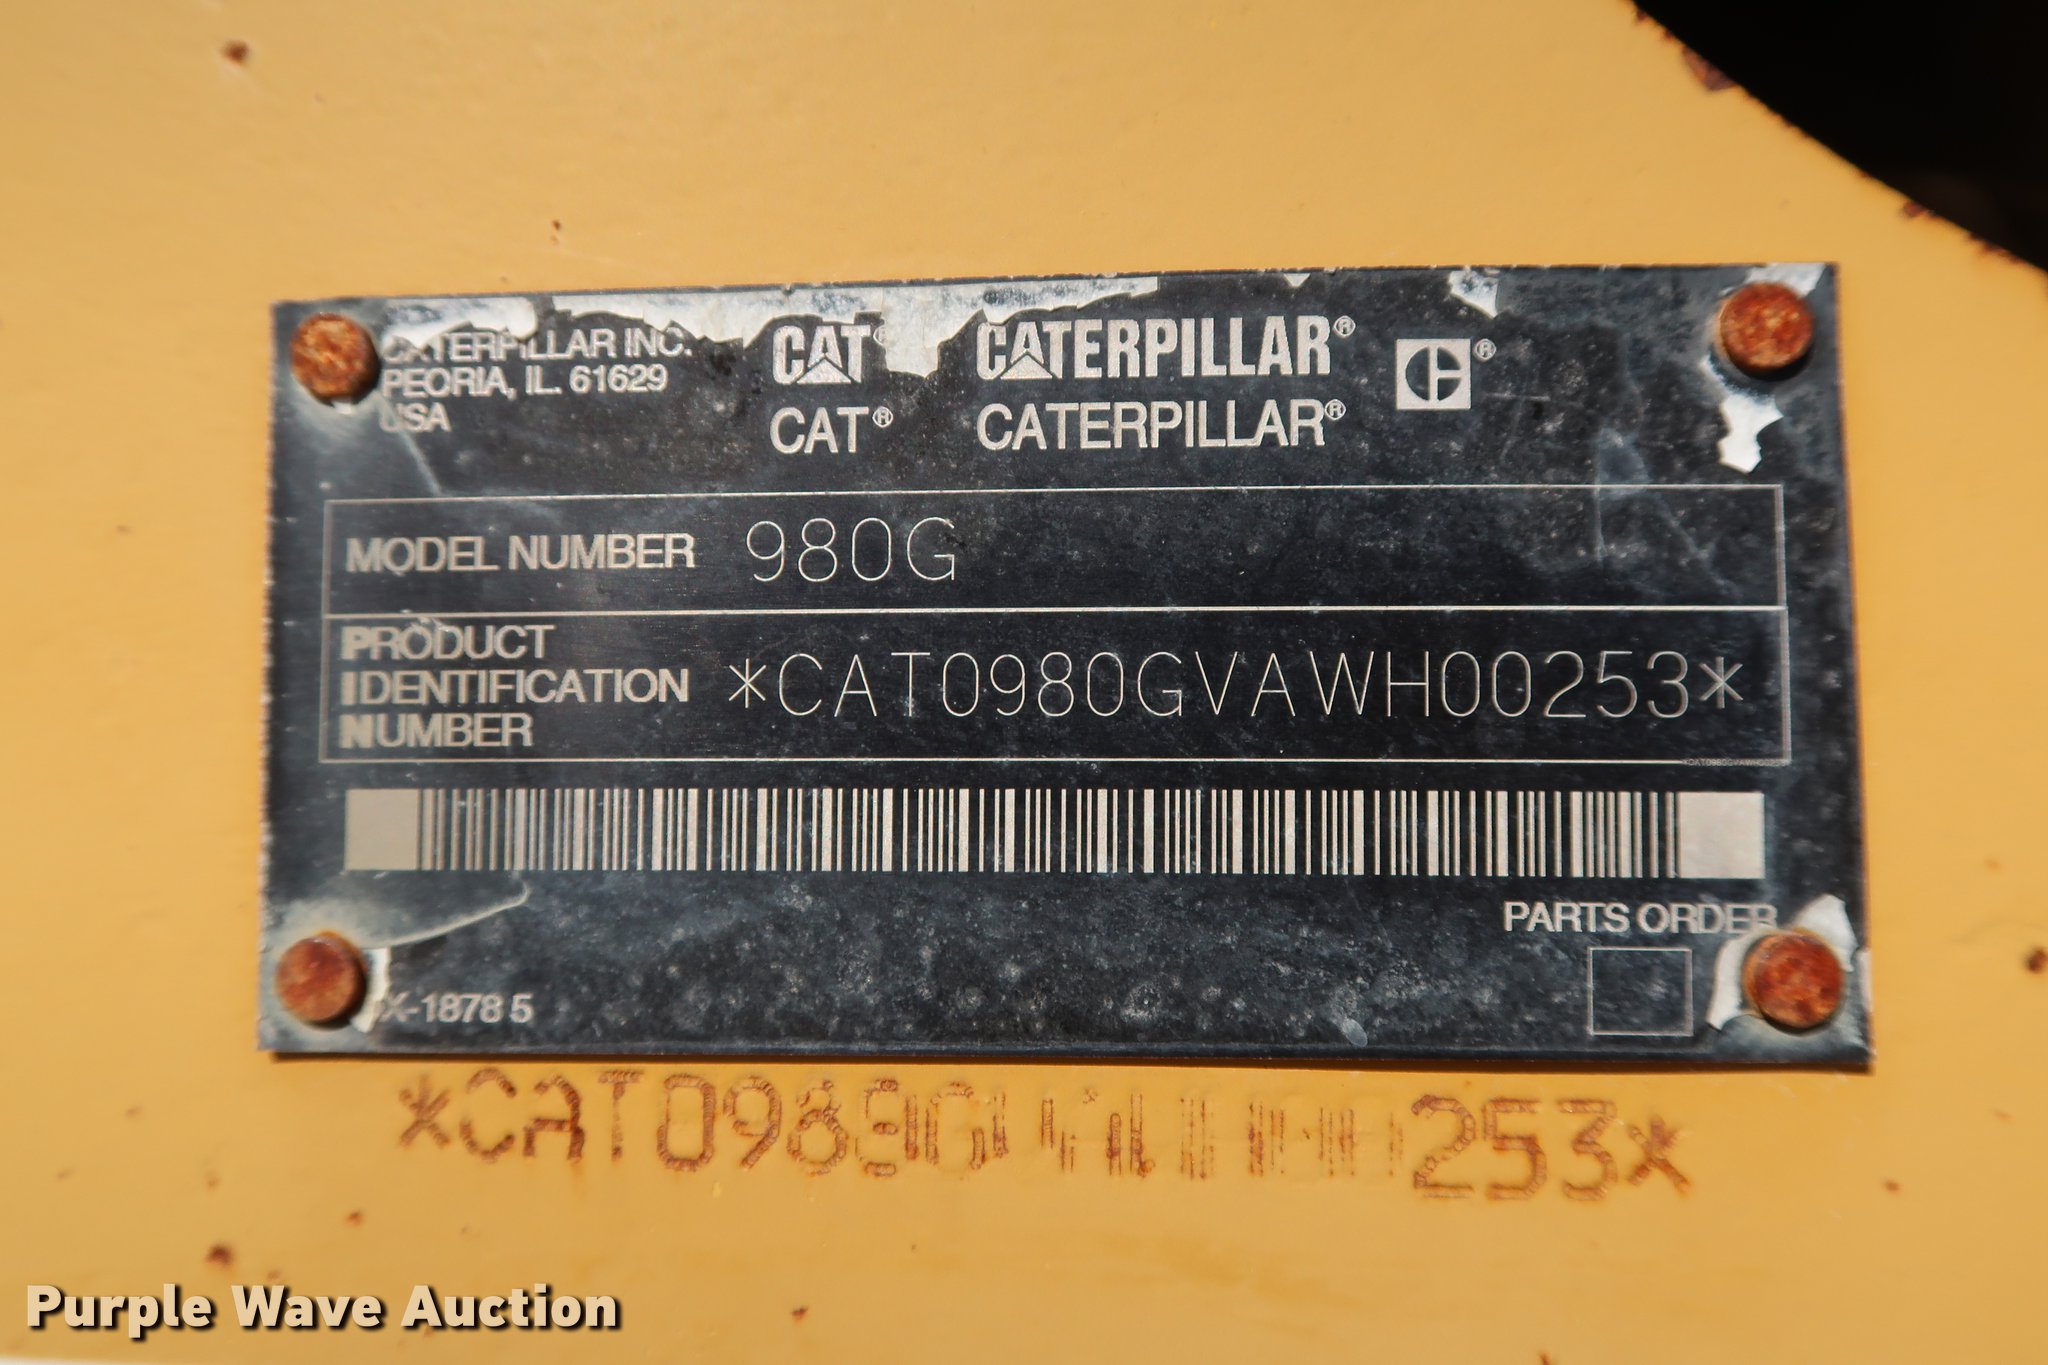 CATERPILLAR INC.
PEORIA, IL. 61629
USA
CAT® CATERPILLAR® ®
CAT® CATERPILLAR®
MODEL NUMBER 980G
PRODUCT
IDENTIFICATION
NUMBER
*CAT0980GVAWH00253*
PARTS ORDER
X-1878 5
253*
Purple Wave Auction